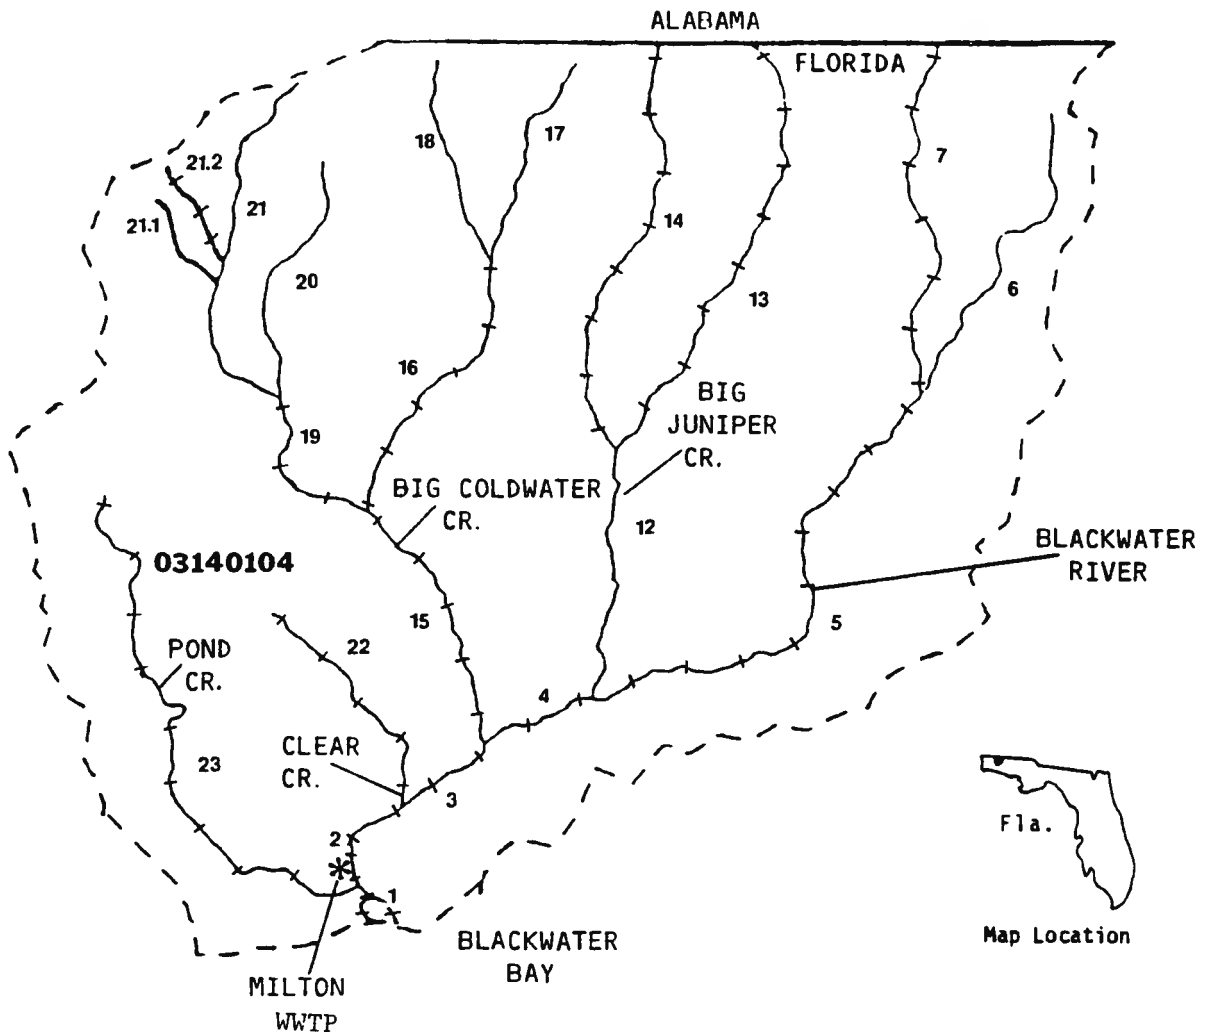 ALABAMA
FLORIDA
18
17
21.2
7
21
21.1
14
20
13
6
16
BIG
JUNIPER
CR.
19
BIG COLDWATER
CR.
12
BLACKWATER
RIVER
03140104
15
5
22
POND
CR.
4
CLEAR
CR.
23
3
Fla.
2
*
1
Map Location
BLACKWATER
BAY
MILTON
WWTP